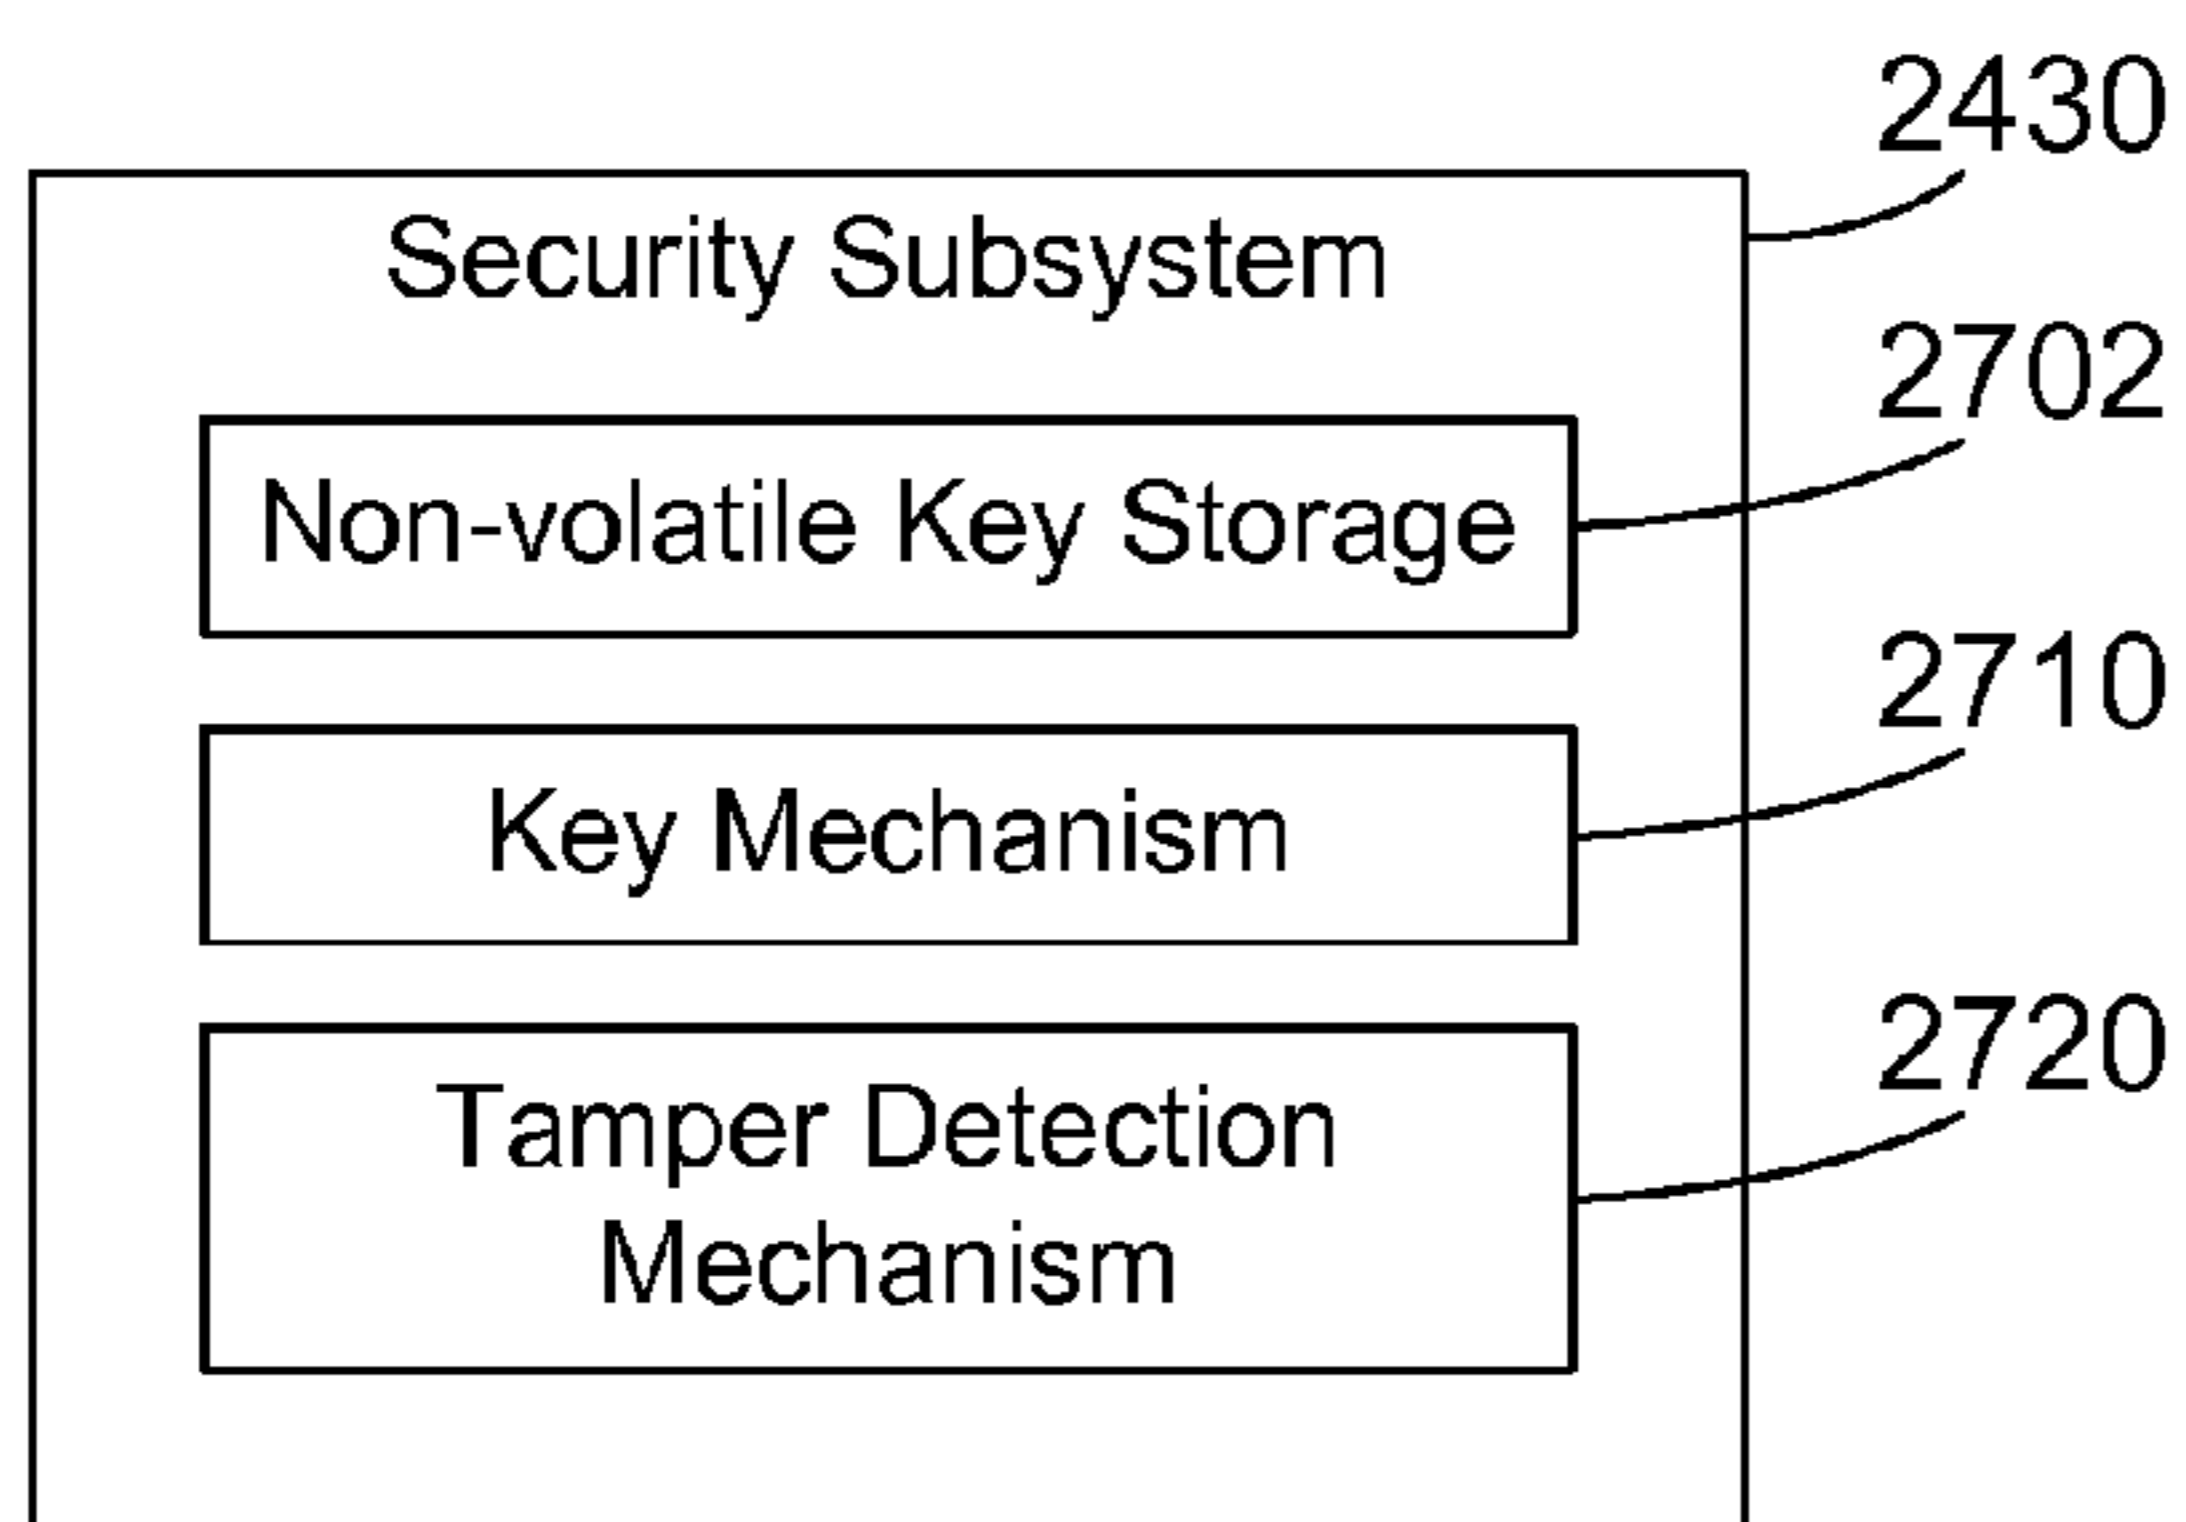 2430
Security Subsystem
2702
Non-volatile Key Storage
2710
Key Mechanism
2720
Tamper Detection
Mechanism